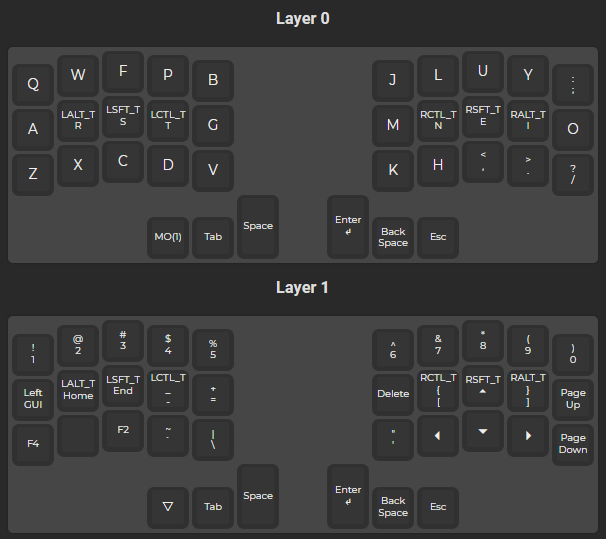 Layer 0
Q W F P B J L U Y :
;
A LALT_T
R LSFT_T
S LCTL_T
T G M RCTL_T
N RSFT_T
E RALT_T
I O
Z X C D V K H <
, >
. ?
/
MO(1) Tab Space Enter
↲ Back
Space Esc
Layer 1
!
1 @
2 #
3 $
4 %
5 ^
6 &
7 *
8 (
9 )
0
Left
GUI LALT_T
Home LSFT_T
End LCTL_T
_
- +
= Delete RCTL_T
{
[ RSFT_T
▲ RALT_T
}
] Page
Up
F4 F2 ~
` |
\ "
' ◀ ▼ ▶ Page
Down
▽ Tab Space Enter
↲ Back
Space Esc